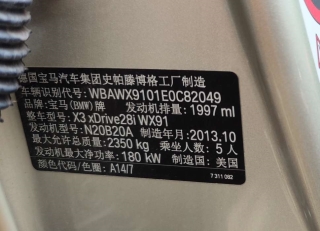 德国宝马汽车集团史帕滕博格工厂制造
车辆识别代号: WBAWX9101E0C82049
品牌: 宝马(BMW)牌 发动机排量: 1997 ml
整车型号: X3 xDrive28i WX91
发动机型号: N20B20A 制造年月: 2013.10
最大允许总质量: 2350 kg 乘坐人数: 5 人
发动机最大净功率: 180 kW 制造国: 美国
颜色代码/色圈: A14/7
7 311 092